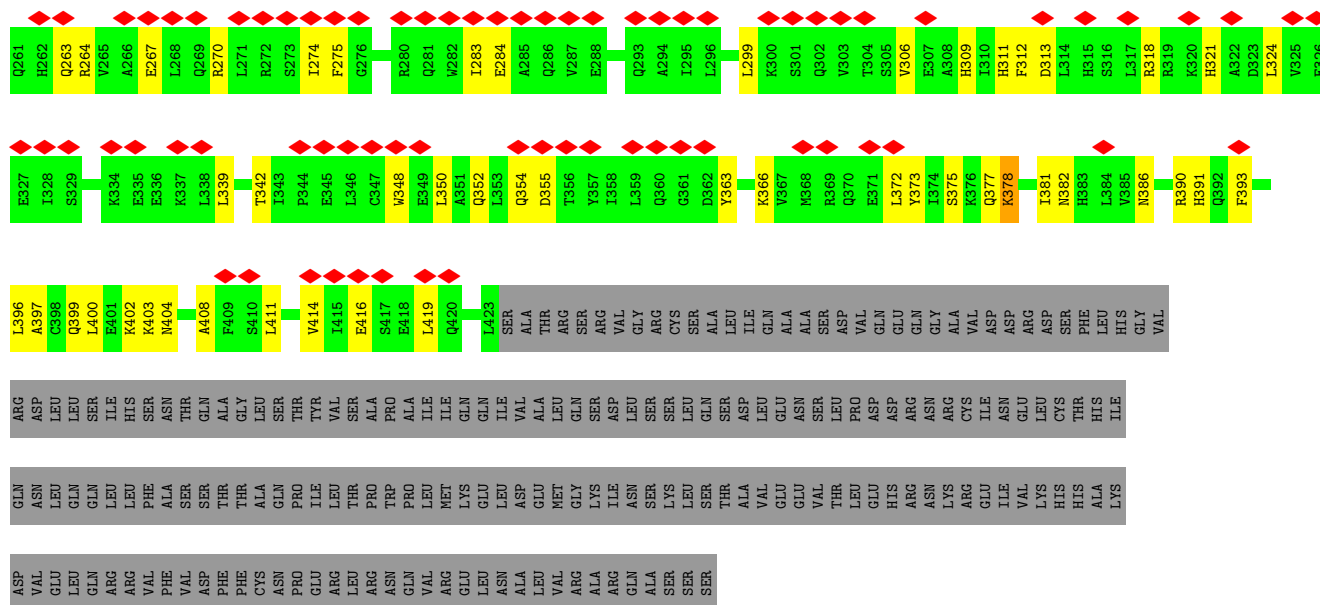 Q261 H262 Q263 R264 V265 A266 E267 L268 Q269 R270 L271 R272 S273 I274 F275 G276 R280 Q281 W282 I283 E284 A285 Q286 V287 E288 Q293 A294 I295 L296 L299 K300 S301 Q302 V303 T304 S305 V306 E307 A308 H309 I310 H311 F312 D313 L314 H315 S316 L317 R318 R319 K320 H321 A322 D323 L324 V325
E327 I328 S329 K334 E335 E336 K337 L338 L339 T342 I343 P344 E345 L346 C347 W348 E349 L350 A351 Q352 L353 Q354 D355 T356 Y357 I358 L359 Q360 G361 D362 Y363 K366 V367 M368 R369 Q370 E371 L372 Y373 I374 S375 K376 Q377 K378 I381 N382 H383 L384 V385 N386 R390 H391 Q392 F393
L396 A397 C398 Q399 L400 E401 K402 K403 N404 A408 F409 S410 L411 V414 I415 E416 S417 E418 L419 Q420 L423 SER ALA THR ARG SER ARG VAL GLY ARG CYS SER ALA LEU ILE GLN ALA ALA SER ASP VAL GLN GLU GLN GLY ALA VAL ASP ASP ARG ASP SER PHE LEU HIS GLY VAL
ARG ASP LEU LEU SER ILE HIS SER ASN THR GLN ALA GLY LEU SER THR TYR VAL SER ALA PRO ALA ILE ILE GLN GLN ILE VAL ALA LEU GLN SER ASP LEU SER SER LEU GLN SER ASP LEU GLU ASN SER LEU PRO ASP ASP ARG ASN ARG CYS ILE ASN GLU LEU CYS THR HIS ILE
GLN ASN LEU GLN GLN LEU LEU PHE ALA SER SER THR THR ALA GLN PRO ILE LEU THR PRO TRP PRO LEU MET LYS GLU LEU ASP GLU MET GLY LYS ILE ASN SER LYS LEU SER THR ALA VAL GLU GLU VAL THR LEU GLU HIS ARG ASN LYS ARG GLU ILE VAL LYS HIS HIS ALA LYS
ASP VAL GLU LEU GLN ARG ARG VAL PHE VAL ASP PHE PHE CYS ASN PRO GLU ARG LEU ARG ASN GLN VAL ARG GLU LEU ASN ALA LEU VAL ARG ALA ARG GLN ALA SER SER SER